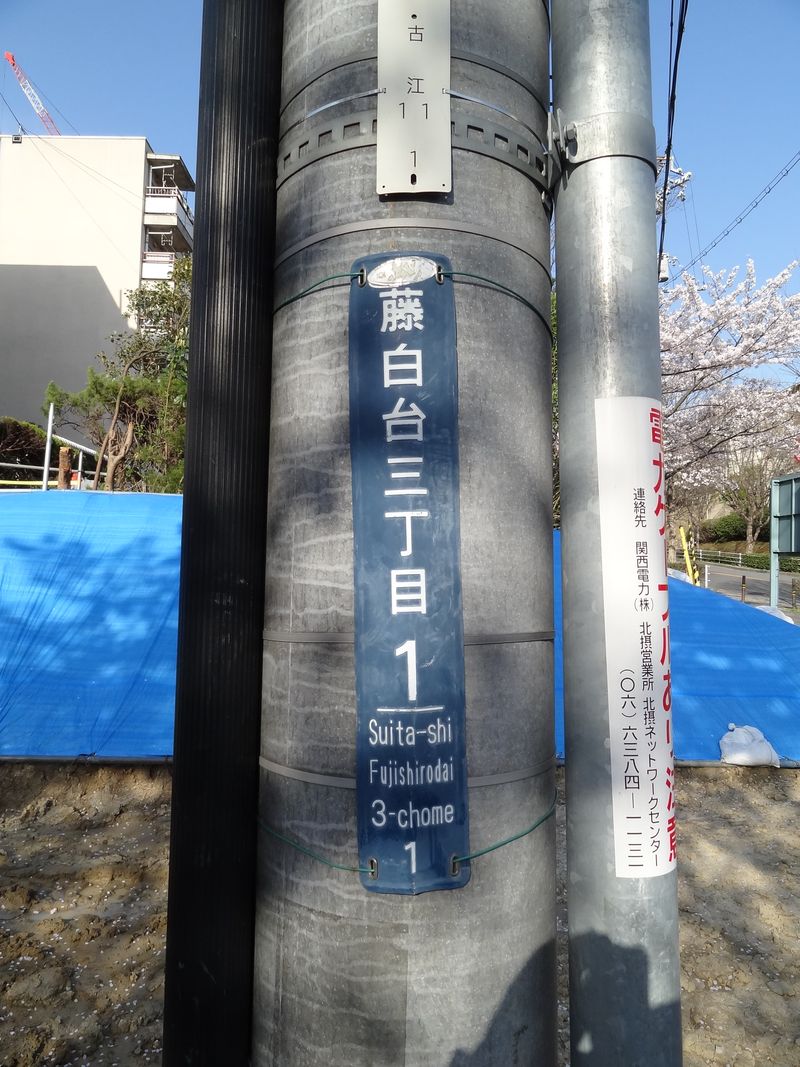 古江
11
1
藤白台三丁目
1
Suita-shi
Fujishirodai
3-chome
1
連絡先 関西電力(株) 北摂営業所 北摂ネットワークセンター
(〇六)六三八四―一一三一